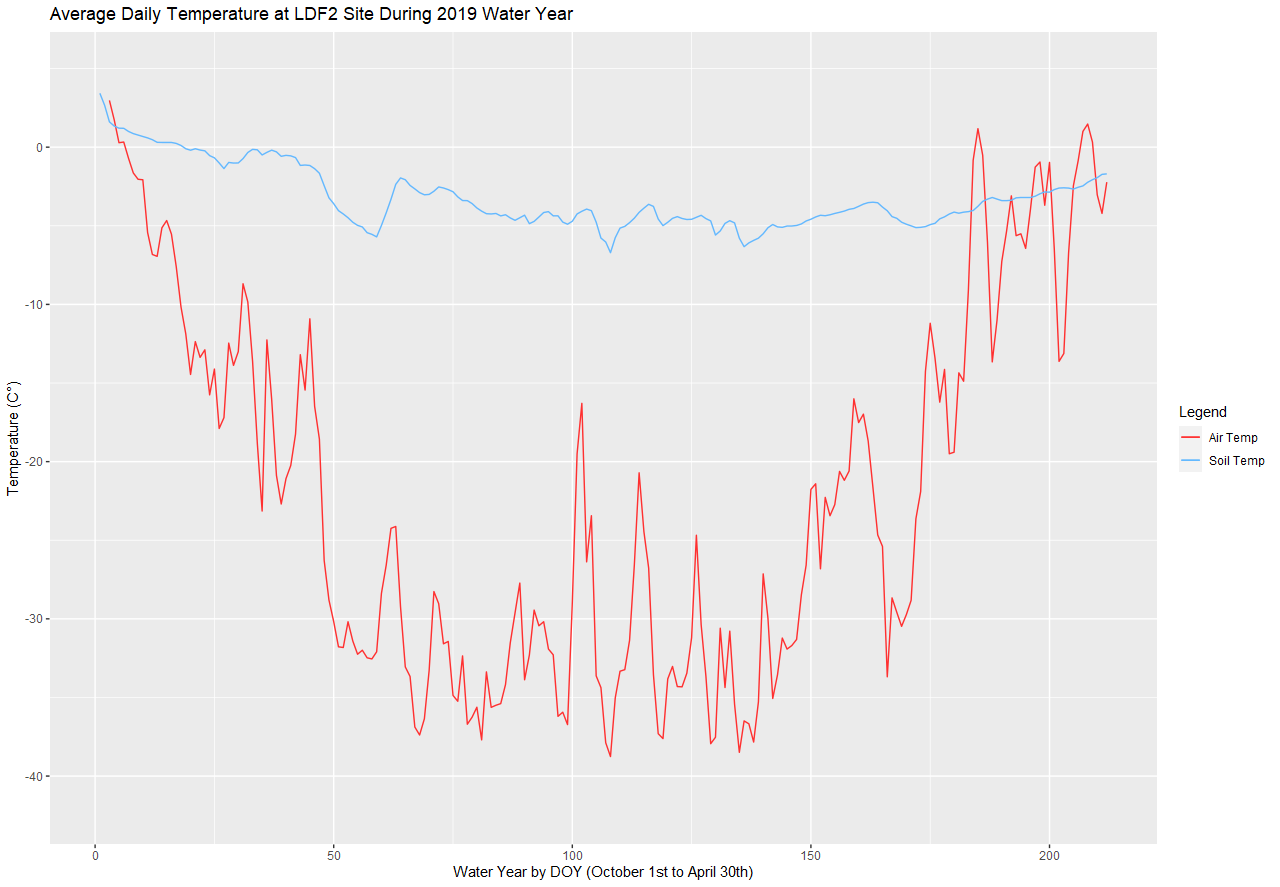 Average Daily Temperature at LDF2 Site During 2019 Water Year
Temperature (C°)
0
-10
-20
-30
-40
0
50
100
150
200
Water Year by DOY (October 1st to April 30th)
Legend
Air Temp
Soil Temp